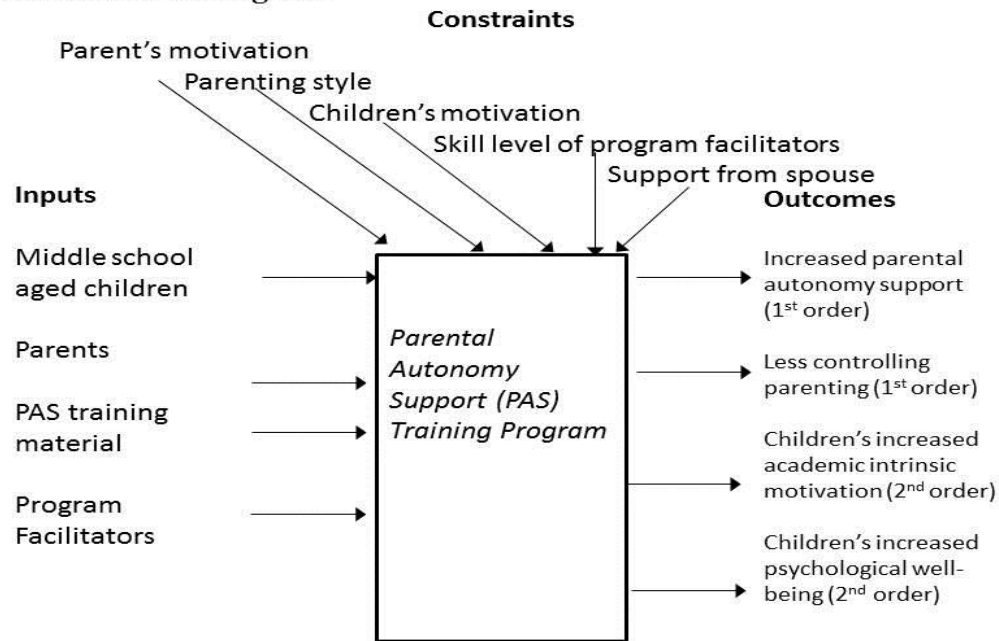 Constraints
Parent's motivation
Parenting style
Children's motivation
Skill level of program facilitators
Support from spouse
Inputs
Middle school
aged children
Parents
PAS training
material
Program
Facilitators
Parental
Autonomy
Support (PAS)
Training Program
Outcomes
Increased parental
autonomy support
(1st order)
Less controlling
parenting (1st order)
Children's increased
academic intrinsic
motivation (2nd order)
Children's increased
psychological well-
being (2nd order)